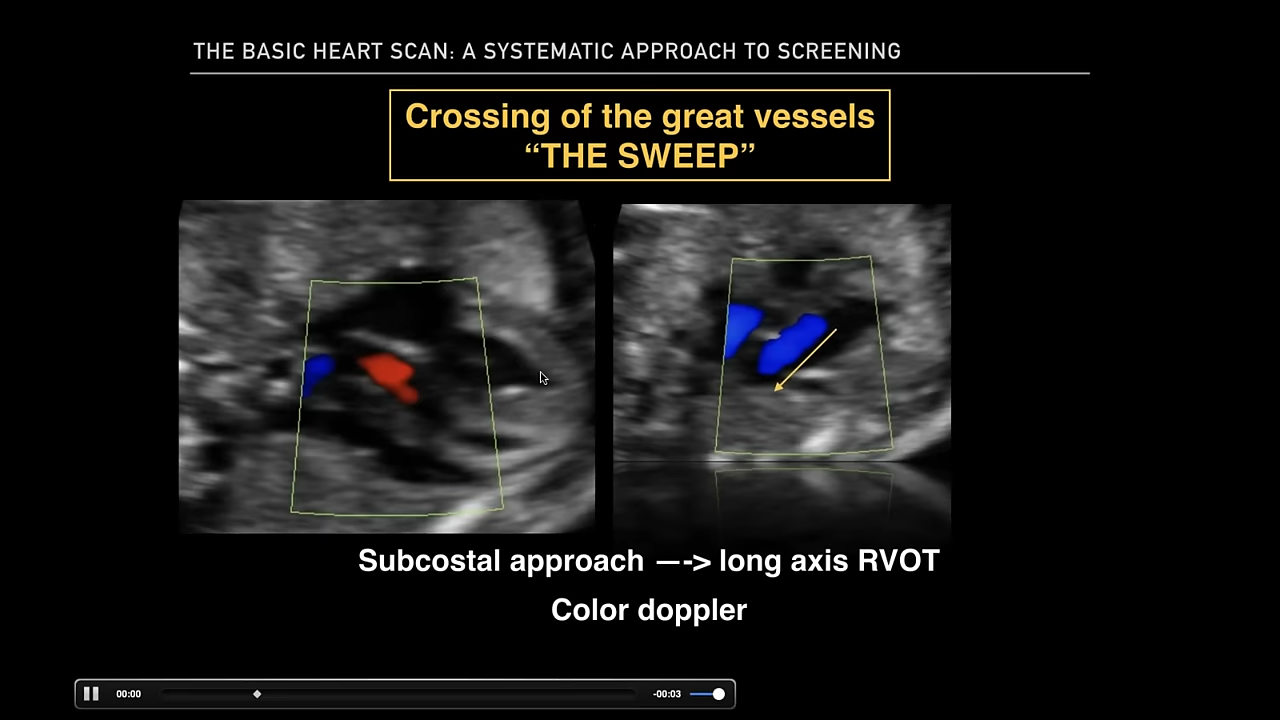 THE BASIC HEART SCAN: A SYSTEMATIC APPROACH TO SCREENING
Crossing of the great vessels
“THE SWEEP”
Subcostal approach —-> long axis RVOT
Color doppler
00:00
-00:03